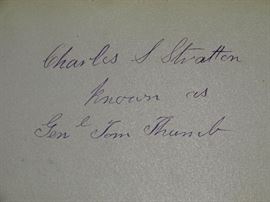 Charles S Stratton
known as
Genl Tom Thumb